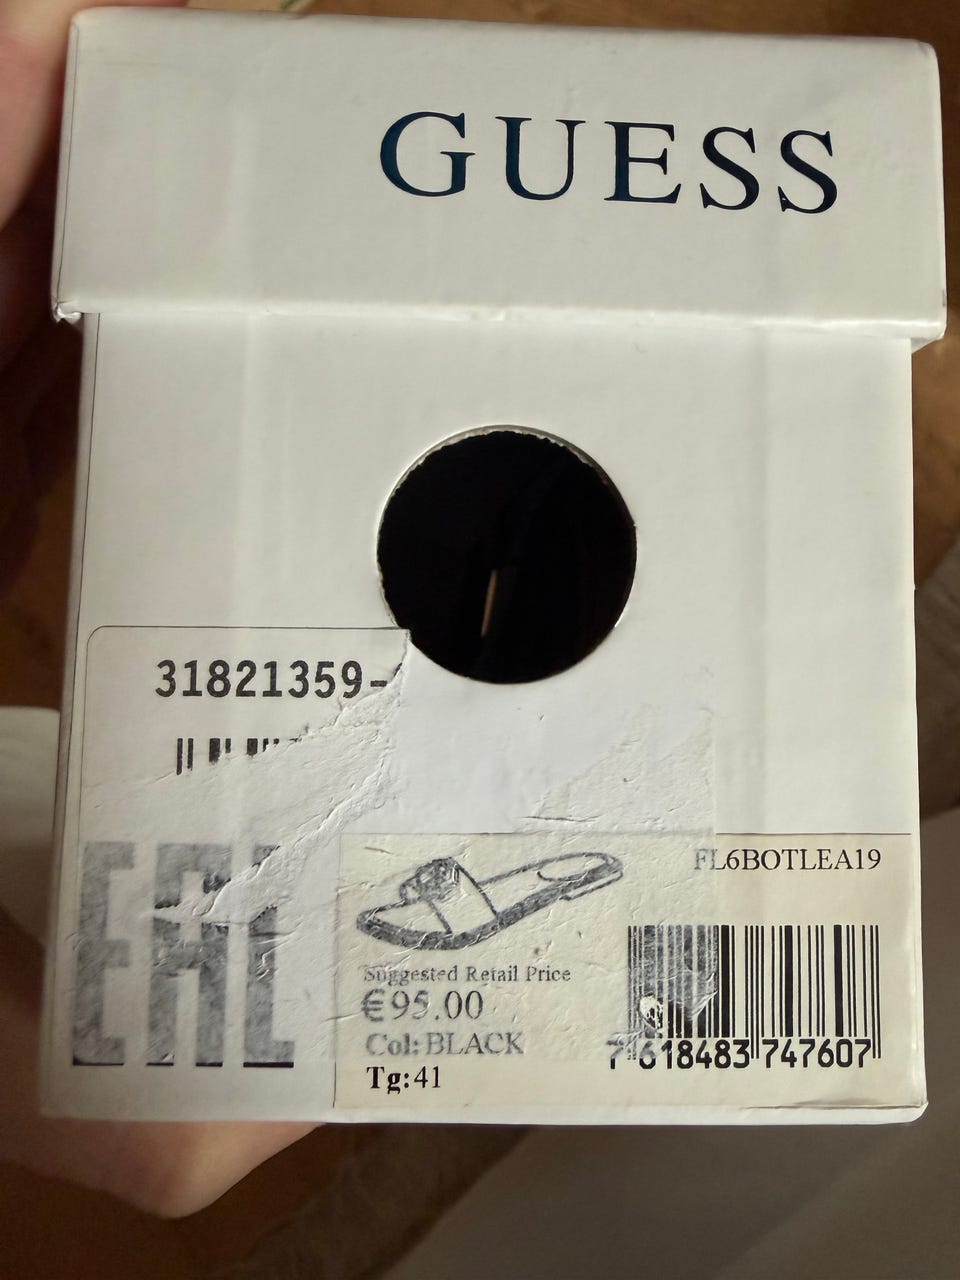 GUESS
31821359-
EAC
FL6BOTLEA19
Suggested Retail Price
€95.00
Col: BLACK
Tg: 41
7 618483 747607